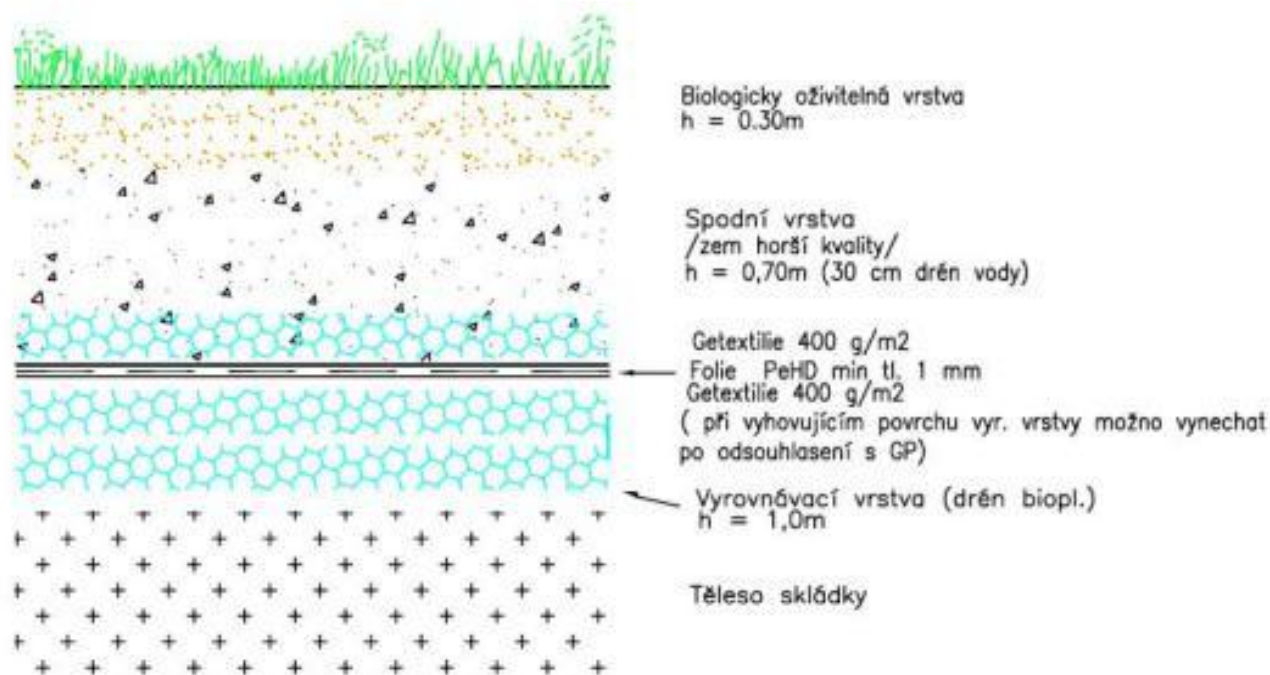 Biologicky oživitelná vrstva
h = 0.30m
Spodní vrstva
/zem horší kvality/
h = 0,70m (30 cm drén vody)
Getextilie 400 g/m2
Folie PeHD min tl. 1 mm
Getextilie 400 g/m2
( při vyhovujícím povrchu vyr. vrstvy možno vynechat
po odsouhlasení s GP)
Vyrovnávací vrstva (drén biopl.)
h = 1,0m
Těleso skládky